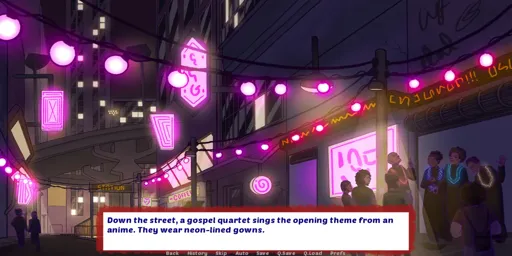 Down the street, a gospel quartet sings the opening theme from an
anime. They wear neon-lined gowns.
Back History Skip Auto Save Q.Save Q.Load Prefs